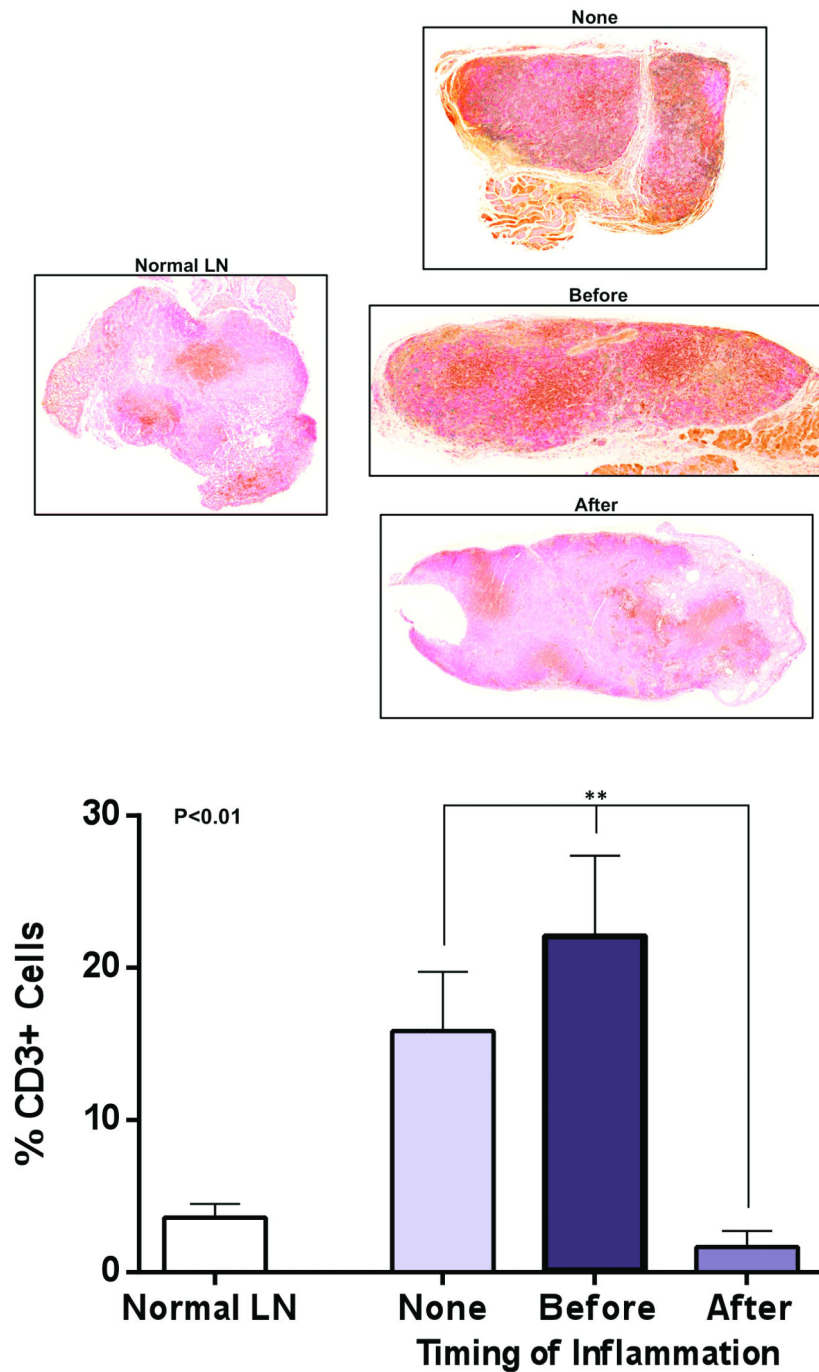 None
Normal LN
Before
After
30
P<0.01
**
20
% CD3+ Cells
10
0
Normal LN None Before After
Timing of Inflammation